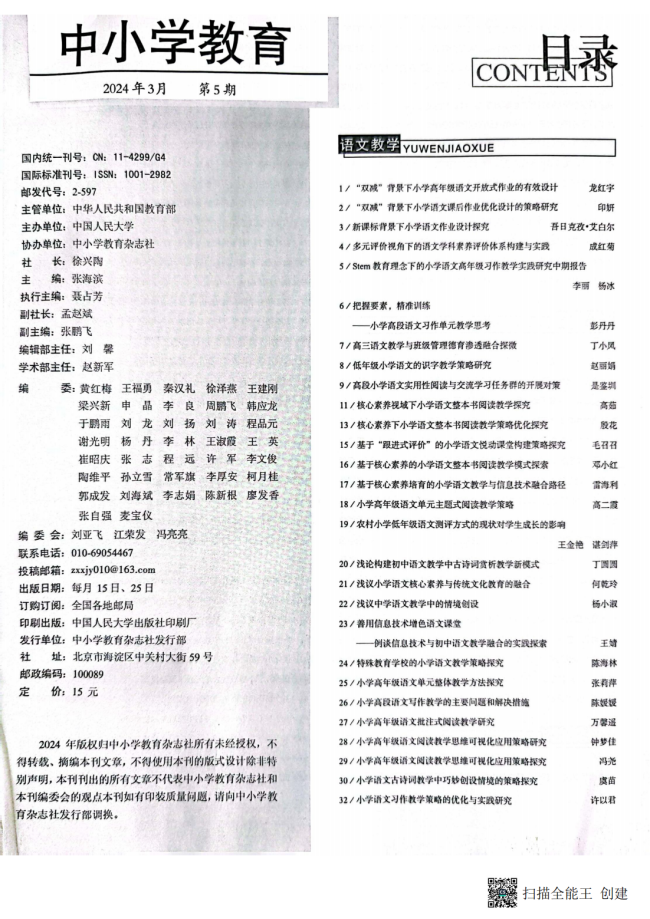 中小学教育
2024年3月 第5期
国内统一刊号：CN：11-4299/G4
国际标准刊号：ISSN：1001-2982
邮发代号：2-597
主管单位：中华人民共和国教育部
主办单位：中国人民大学
协办单位：中小学教育杂志社
社 长：徐兴陶
主 编：张海滨
执行主编：聂占芳
副社长：孟赵斌
副主编：张鹏飞
编辑部主任：刘 馨
学术部主任：赵新军
编 委：黄红梅 王福勇 秦汉礼 徐泽燕 王建刚
梁兴新 申 晶 李 良 周鹏飞 韩应龙
于鹏雨 刘 龙 刘 扬 刘 涛 程品元
谢光明 杨 丹 李 林 王淑霞 王 英
崔昭庆 张 志 程 远 许 军 李文俊
陶维平 孙立雪 常军旗 李厚安 柯月桂
郭成发 刘海斌 李志娟 陈新根 廖发香
张自强 麦宝仪
编 委 会：刘亚飞 江荣发 冯亮亮
联系电话：010-69054467
投稿邮箱：zxxjy010@163.com
出版日期：每月 15日、25日
订购订阅：全国各地邮局
印刷出版：中国人民大学出版社印刷厂
发行单位：中小学教育杂志社发行部
社 址：北京市海淀区中关村大街 59 号
邮政编码：100089
定 价：15 元
2024 年版权归中小学教育杂志社所有未经授权，不
得转载、摘编本刊文章，不得使用本刊的版式设计除非特
别声明，本刊刊出的所有文章不代表中小学教育杂志社和
本刊编委会的观点本刊如有印装质量问题，请向中小学教
育杂志社发行部调换。
目录
CONTENTS
语文教学 YUWENJIAOXUE
1／“双减”背景下小学高年级语文开放式作业的有效设计 龙红宇
2／“双减”背景下小学语文课后作业优化设计的策略研究 印妍
3／新课标背景下小学语文作业设计探究 吾日克孜·艾白尔
4／多元评价视角下的语文学科素养评价体系构建与实践 成红菊
5／Stem 教育理念下的小学语文高年级习作教学实践研究中期报告
李丽 杨冰
6／把握要素，精准训练
——小学高段语文习作单元教学思考 彭丹丹
7／高三语文教学与班级管理德育渗透融合探微 丁小凤
8／低年级小学语文的识字教学策略研究 赵丽娟
9／高段小学语文实用性阅读与交流学习任务群的开展对策 是鉴圳
11／核心素养视域下小学语文整本书阅读教学探究 高茹
13／核心素养下小学语文整本书阅读教学策略优化探究 殷花
15／基于“跟进式评价”的小学语文悦动课堂构建策略探究 毛召召
16／基于核心素养的小学语文整本书阅读教学模式探索 邓小红
17／基于核心素养培育的小学语文教学与信息技术融合路径 雷海利
18／小学高年级语文单元主题式阅读教学策略 高二霞
19／农村小学低年级语文测评方式的现状对学生成长的影响
王金艳 谌剑萍
20／浅论构建初中语文教学中古诗词赏析教学新模式 丁圆圆
21／浅议小学语文核心素养与传统文化教育的融合 何乾玲
22／浅议中学语文教学中的情境创设 杨小淑
23／善用信息技术增色语文课堂
——例谈信息技术与初中语文教学融合的实践探索 王婧
24／特殊教育学校的小学语文教学策略探究 陈海林
25／小学高年级语文单元整体教学方法探究 张莉萍
26／小学高段语文写作教学的主要问题和解决措施 陈媛媛
27／小学高年级语文批注式阅读教学研究 万馨遥
28／小学高年级语文阅读教学思维可视化应用策略研究 钟梦佳
29／小学高年级语文阅读教学思维可视化应用策略探究 冯尧
30／小学语文古诗词教学中巧妙创设情境的策略探究 虞苗
32／小学语文习作教学策略的优化与实践研究 许以君
扫描全能王 创建